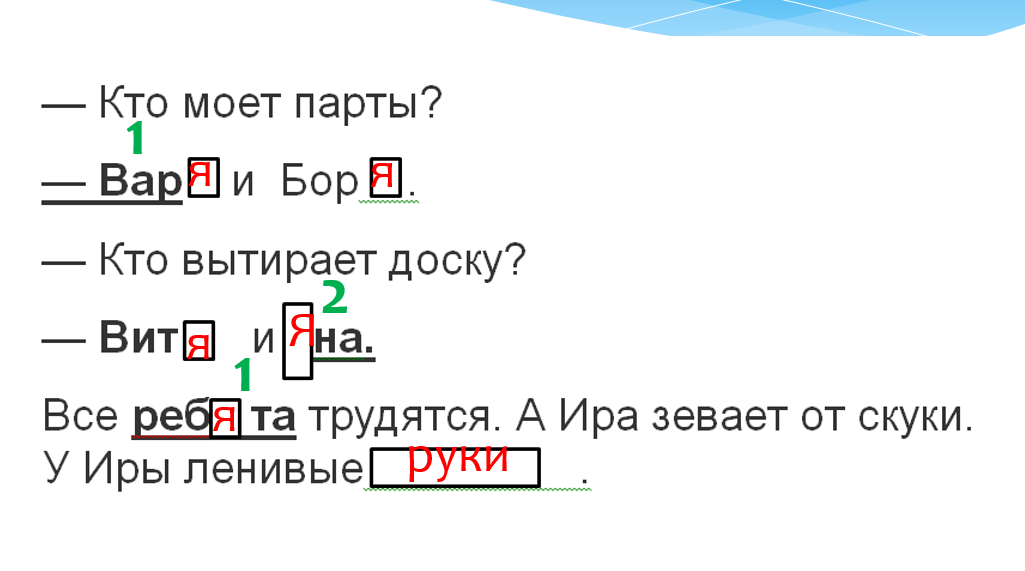 — Кто моет парты?
1
— Варя и Боря.
— Кто вытирает доску?
2
— Витя и Яна.
1
Все ребята трудятся. А Ира зевает от скуки.
У Иры ленивые руки.